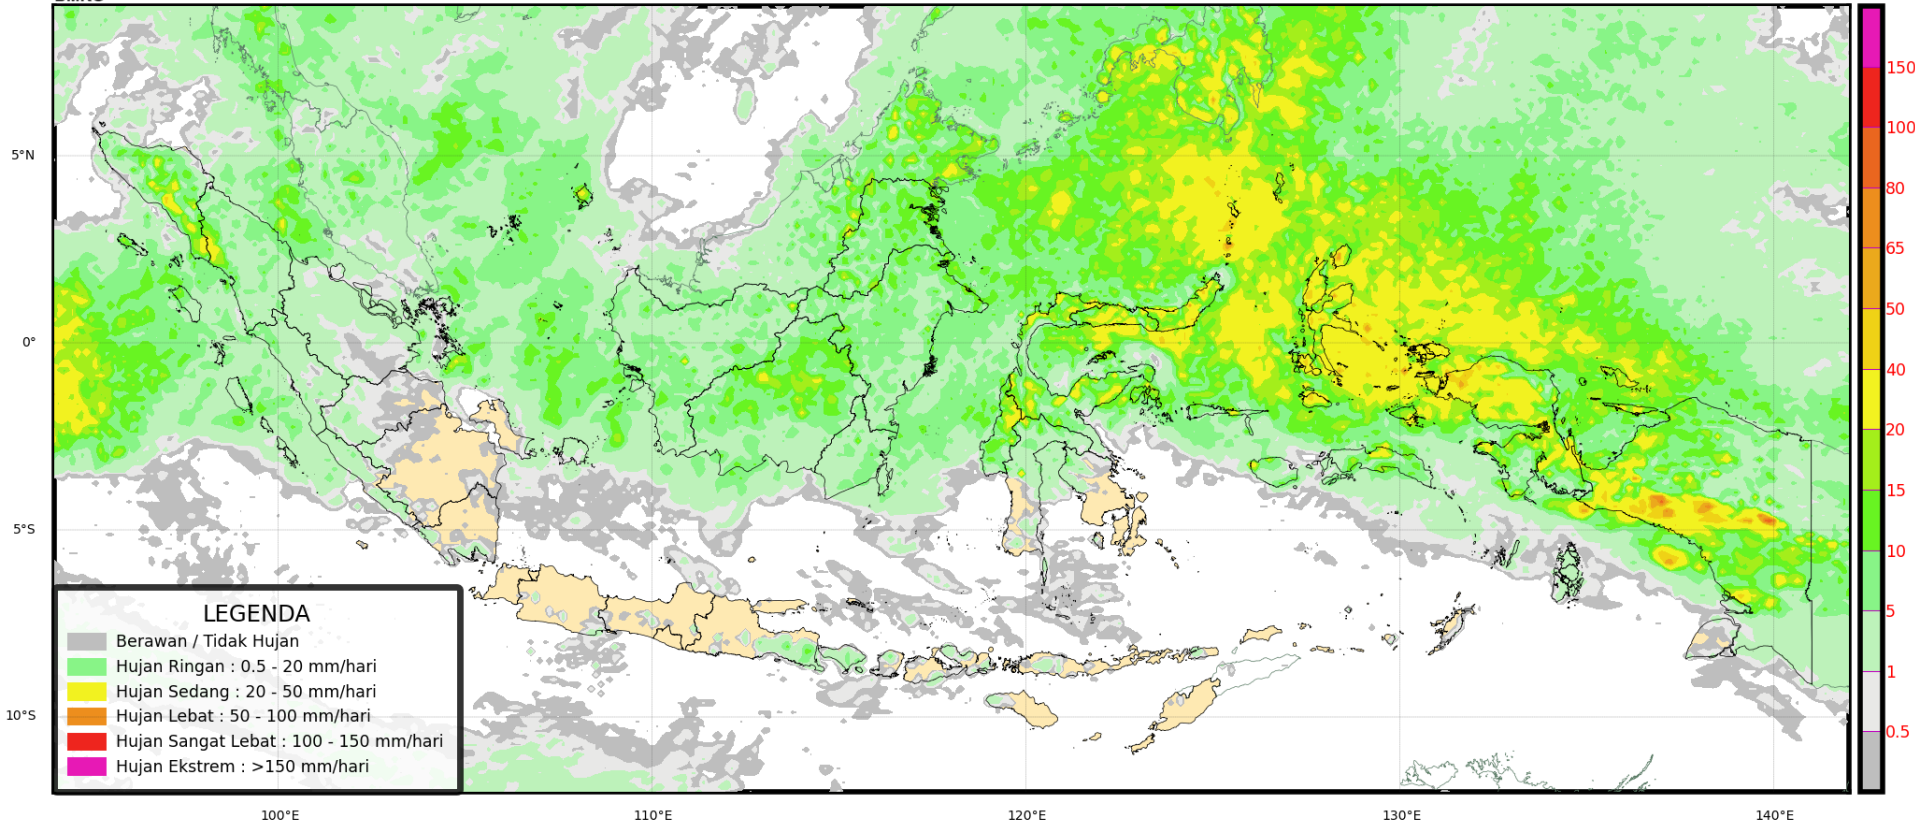 5°N
0°
5°S
10°S
LEGENDA
Berawan / Tidak Hujan
Hujan Ringan : 0.5 - 20 mm/hari
Hujan Sedang : 20 - 50 mm/hari
Hujan Lebat : 50 - 100 mm/hari
Hujan Sangat Lebat : 100 - 150 mm/hari
Hujan Ekstrem : >150 mm/hari
100°E
110°E
120°E
130°E
140°E
150
100
80
65
50
40
20
15
10
5
1
0.5